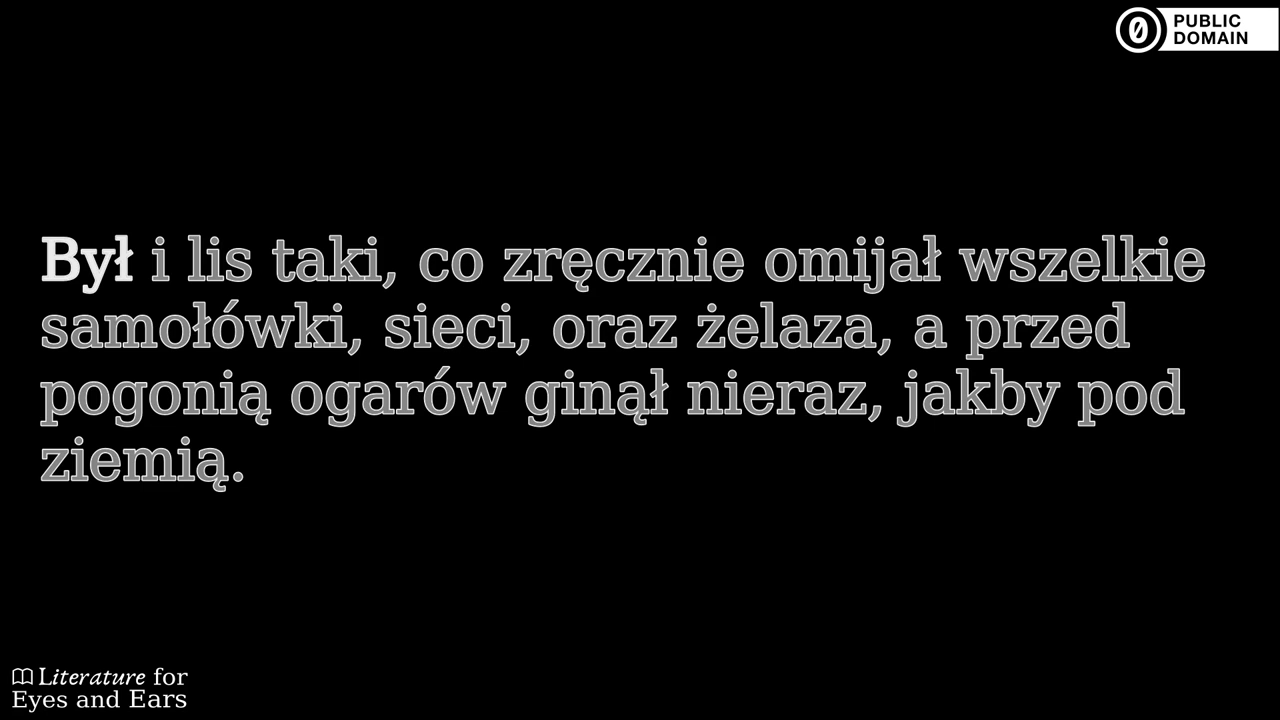 PUBLIC
DOMAIN
Był i lis taki, co zręcznie omijał wszelkie
samołówki, sieci, oraz żelaza, a przed
pogonią ogarów ginął nieraz, jakby pod
ziemią.
Literature for
Eyes and Ears